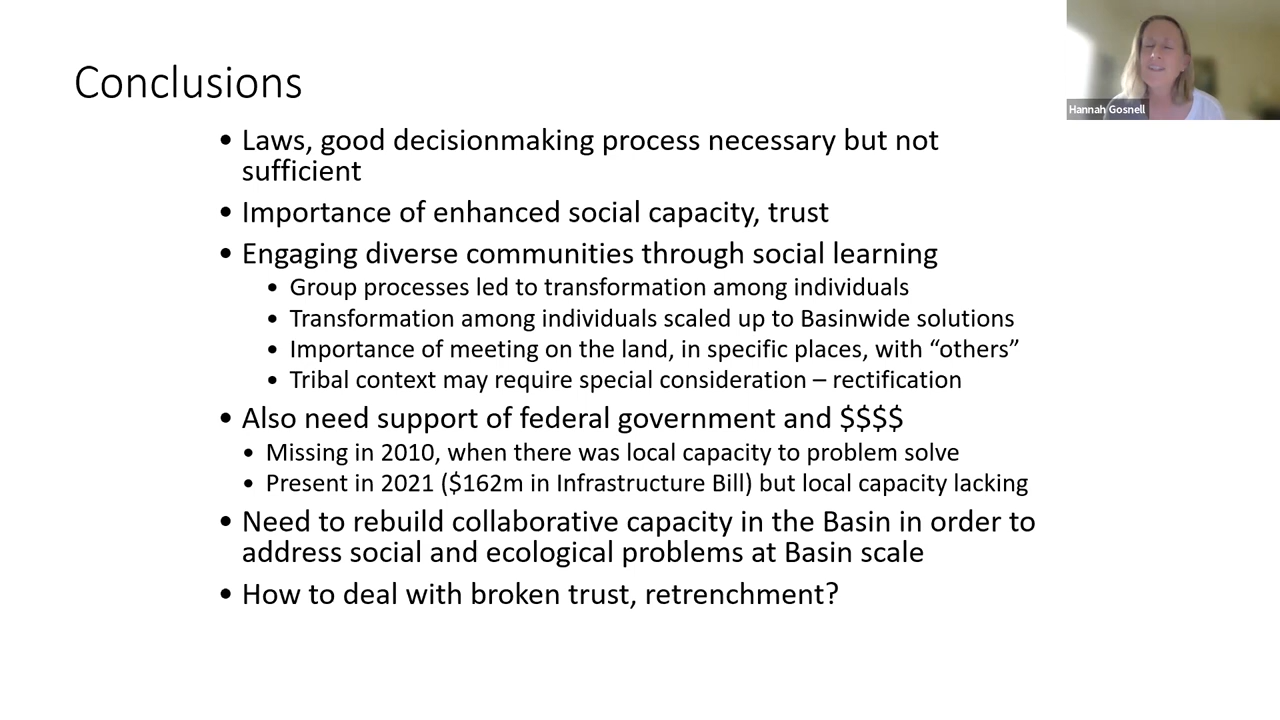 Conclusions
Hannah Gosnell
• Laws, good decisionmaking process necessary but not
sufficient
• Importance of enhanced social capacity, trust
• Engaging diverse communities through social learning
• Group processes led to transformation among individuals
• Transformation among individuals scaled up to Basinwide solutions
• Importance of meeting on the land, in specific places, with “others”
• Tribal context may require special consideration – rectification
• Also need support of federal government and $$$$
• Missing in 2010, when there was local capacity to problem solve
• Present in 2021 ($162m in Infrastructure Bill) but local capacity lacking
• Need to rebuild collaborative capacity in the Basin in order to
address social and ecological problems at Basin scale
• How to deal with broken trust, retrenchment?